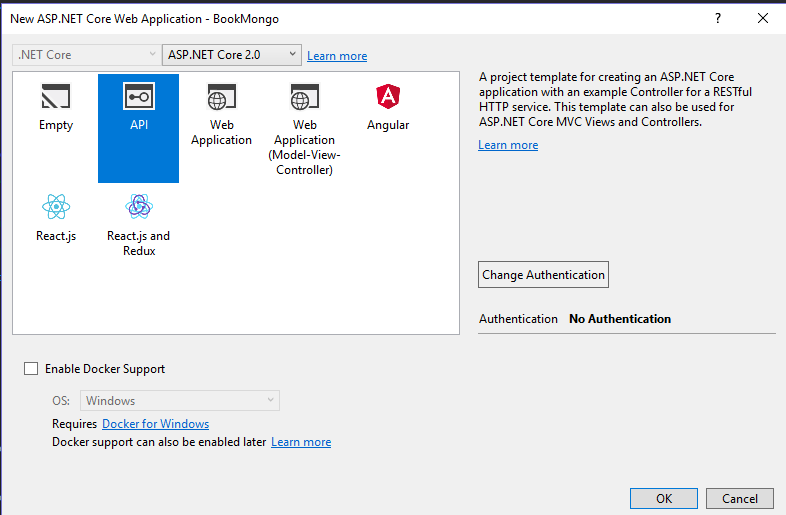 New ASP.NET Core Web Application - BookMongo
.NET Core
ASP.NET Core 2.0
Learn more
Empty
API
Web
Application
Web
Application
(Model-View-
Controller)
Angular
React.js
React.js and
Redux
A project template for creating an ASP.NET Core
application with an example Controller for a RESTful
HTTP service. This template can also be used for
ASP.NET Core MVC Views and Controllers.
Learn more
Change Authentication
Authentication No Authentication
Enable Docker Support
OS: Windows
Requires Docker for Windows
Docker support can also be enabled later Learn more
OK
Cancel